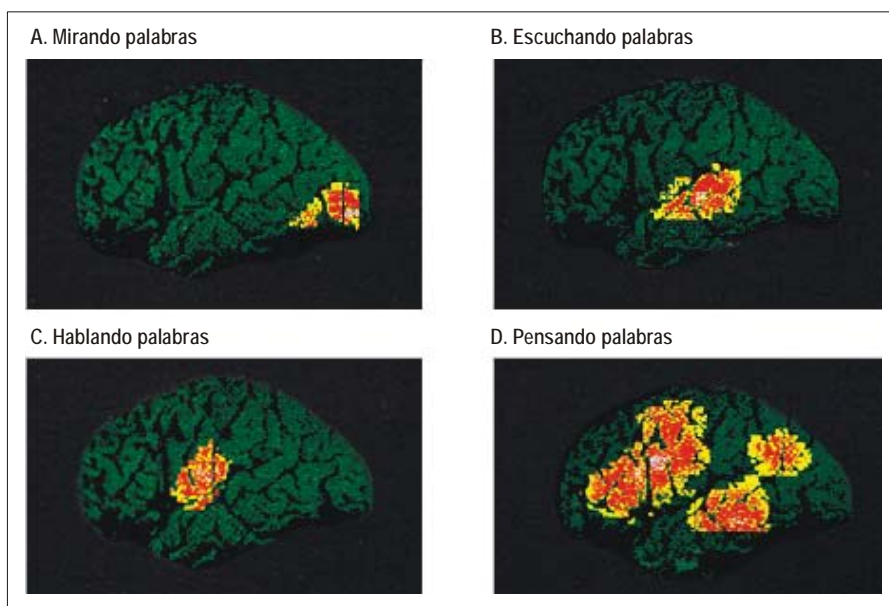 A. Mirando palabras
B. Escuchando palabras
C. Hablando palabras
D. Pensando palabras